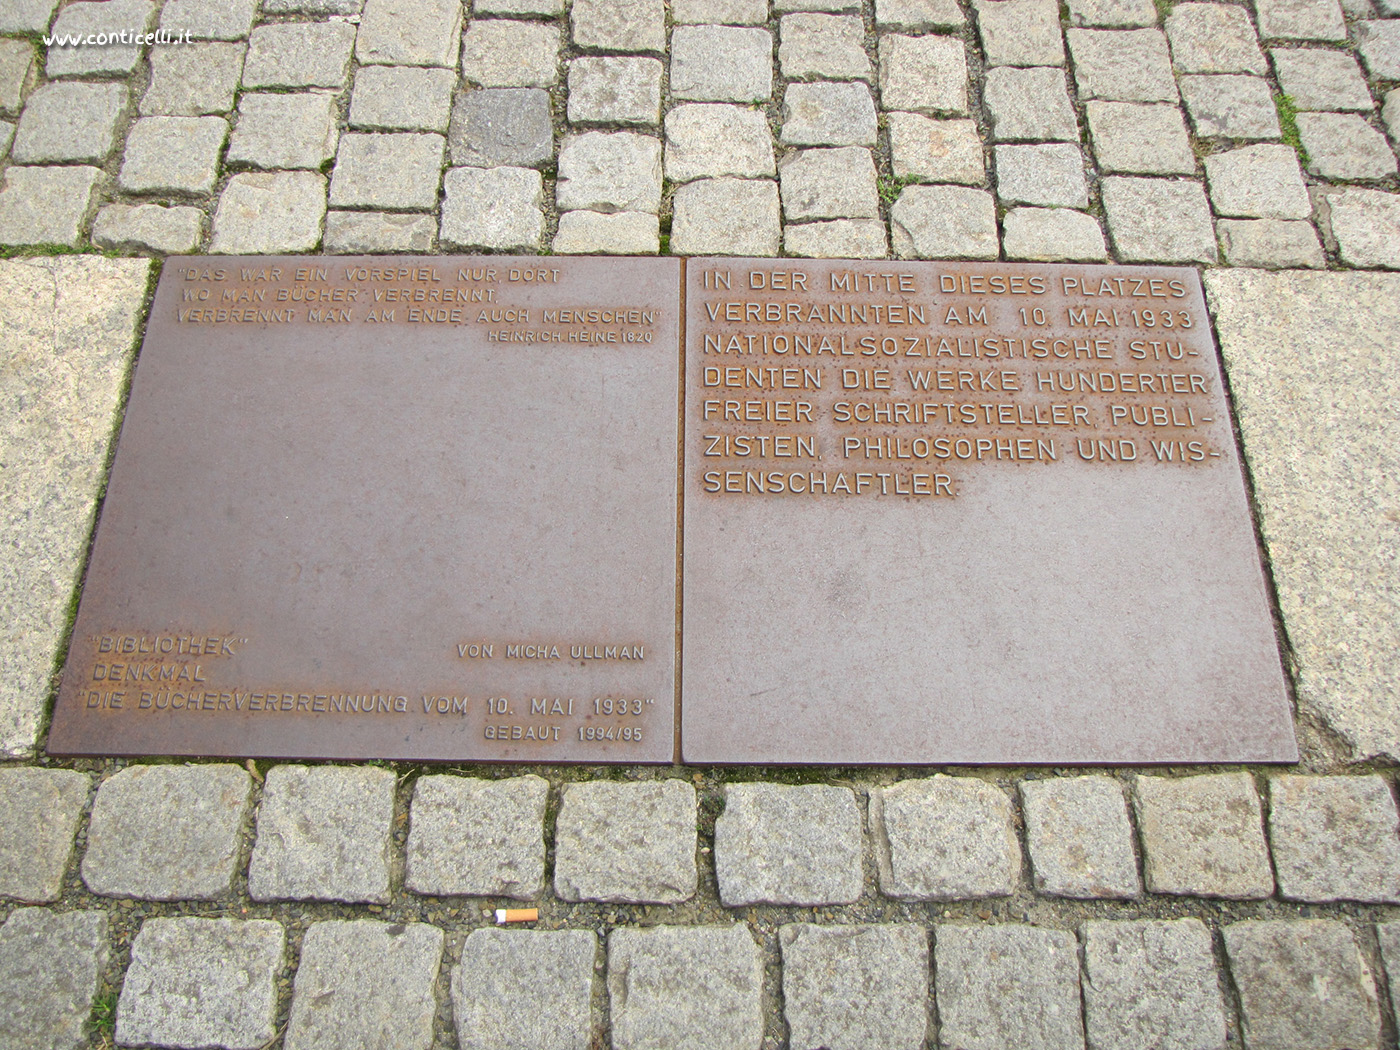 www.conticelli.it
"DAS WAR EIN VORSPIEL NUR, DORT
WO MAN BÜCHER VERBRENNT,
VERBRENNT MAN AM ENDE AUCH MENSCHEN"
HEINRICH HEINE 1820
"BIBLIOTHEK"
VON MICHA ULLMAN
DENKMAL
"DIE BÜCHERVERBRENNUNG VOM 10. MAI 1933"
GEBAUT 1994/95
IN DER MITTE DIESES PLATZES
VERBRANNTEN AM 10. MAI 1933
NATIONALSOZIALISTISCHE STU-
DENTEN DIE WERKE HUNDERTER
FREIER SCHRIFTSTELLER, PUBLI-
ZISTEN, PHILOSOPHEN UND WIS-
SENSCHAFTLER.